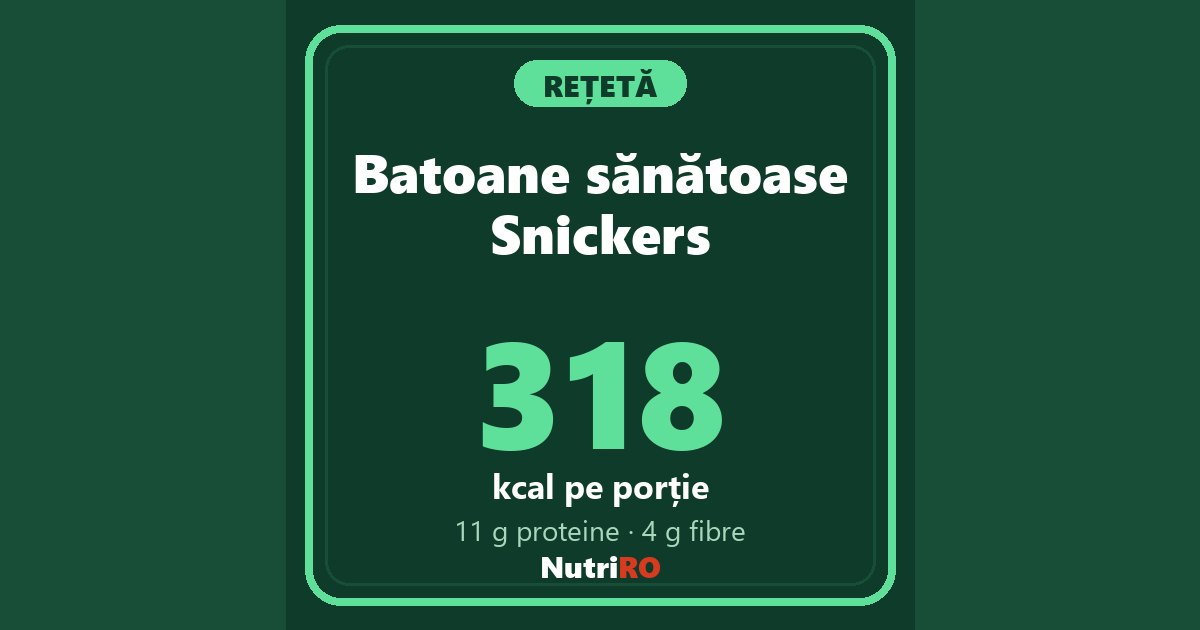 REȚETĂ
Batoane sănătoase
Snickers
318
kcal pe porție
11 g proteine · 4 g fibre
NutriRO